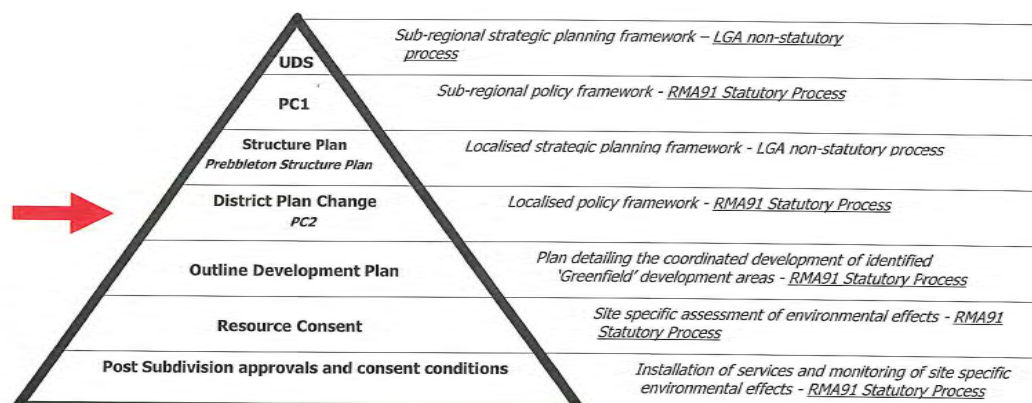 Sub-regional strategic planning framework – LGA non-statutory
process
UDS
Sub-regional policy framework - RMA91 Statutory Process
PC1
Structure Plan
Prebbleton Structure Plan
Localised strategic planning framework - LGA non-statutory process
District Plan Change
PC2
Localised policy framework - RMA91 Statutory Process
Outline Development Plan
Plan detailing the coordinated development of identified
'Greenfield' development areas - RMA91 Statutory Process
Resource Consent
Site specific assessment of environmental effects - RMA91
Statutory Process
Post Subdivision approvals and consent conditions
Installation of services and monitoring of site specific
environmental effects - RMA91 Statutory Process